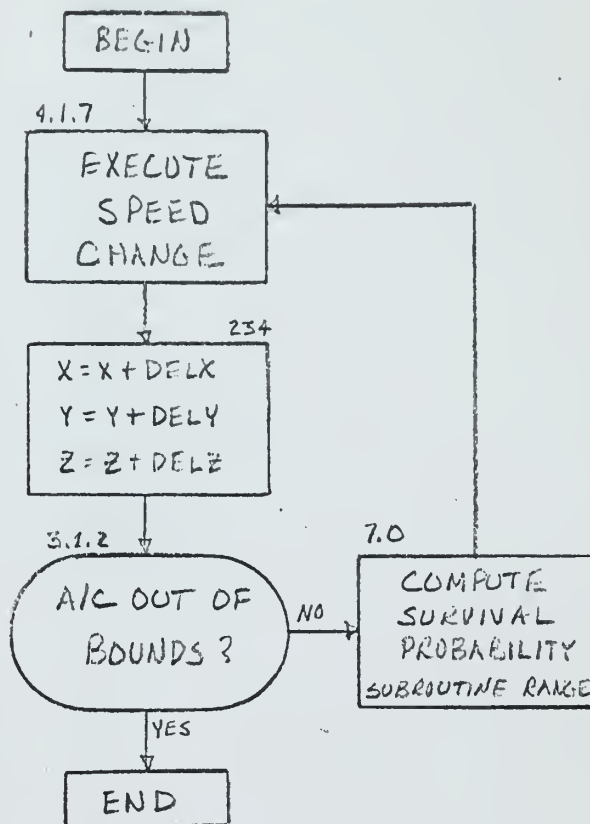 BEGIN
4.1.7
EXECUTE
SPEED
CHANGE
234
X = X + DELX
Y = Y + DELY
Z = Z + DELZ
3.1.2
A/C OUT OF
BOUNDS?
NO
7.0
COMPUTE
SURVIVAL
PROBABILITY
SUBROUTINE RANGE
YES
END